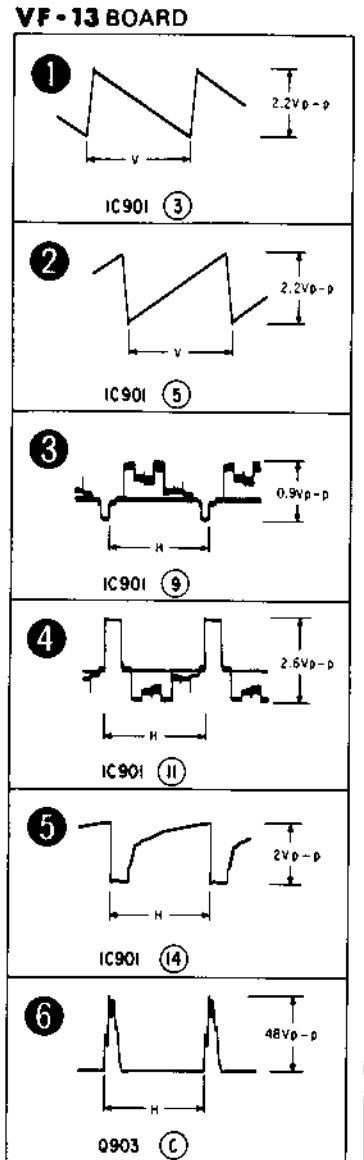 VF-13 BOARD
1
2.2Vp-p
V
IC901 3
2
2.2Vp-p
V
IC901 5
3
0.9Vp-p
H
IC901 9
4
2.6Vp-p
H
IC901 11
5
2Vp-p
H
IC901 14
6
48Vp-p
H
Q903 C